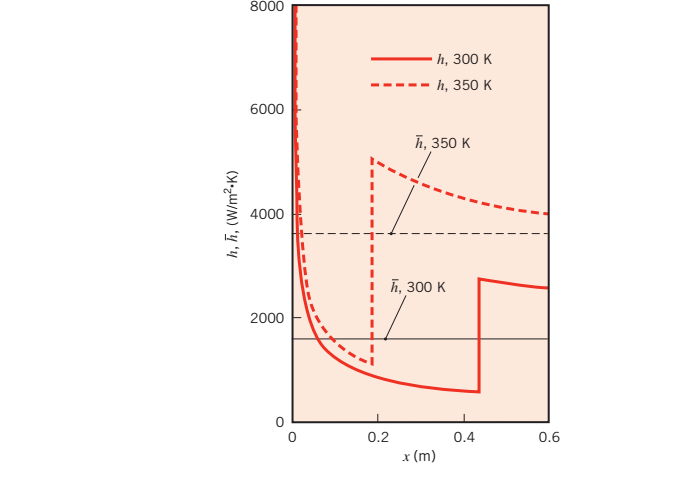 8000
h, 300 K
h, 350 K
6000
h̅, 350 K
h, h̅, (W/m²•K)
4000
h̅, 300 K
2000
0
0 0.2 0.4 0.6
x (m)